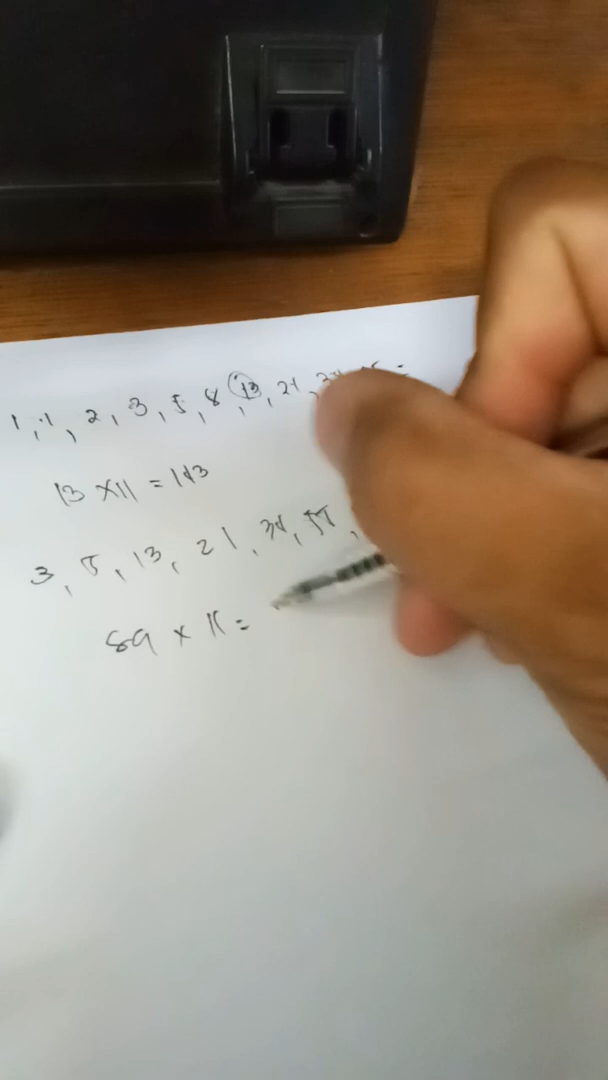 1, 1, 2, 3, 5, 8, 13, 21, 34, 55 =
13 x 11 = 143
3, 5, 13, 21, 34, 55,
89 x 11 =